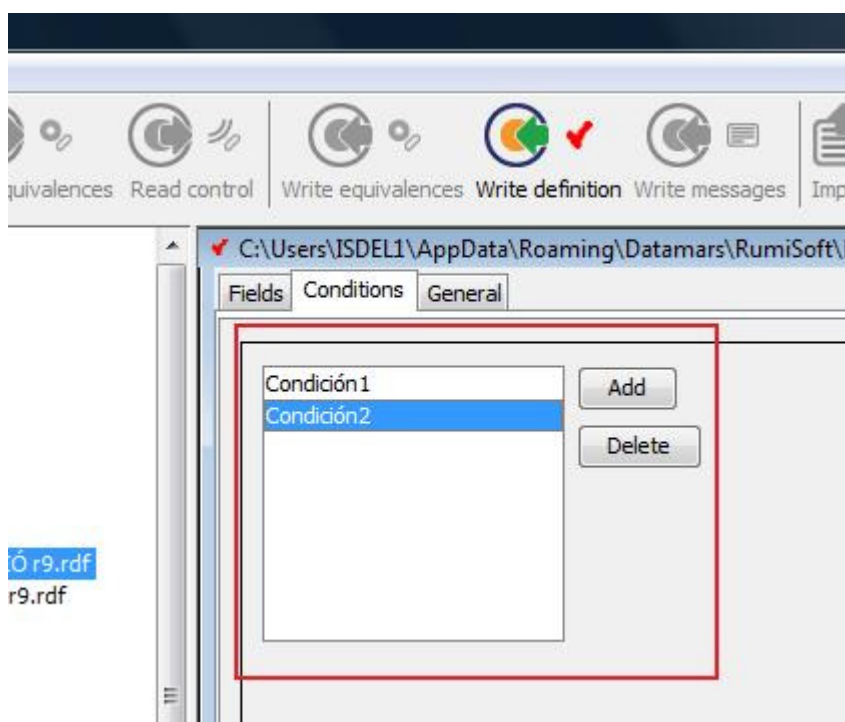 quivalences Read control Write equivalences Write definition Write messages Imp
C:\Users\ISDEL1\AppData\Roaming\Datamars\RumiSoft\
Fields Conditions General
Condición1
Add
Condición2
Delete
Ó r9.rdf
r9.rdf